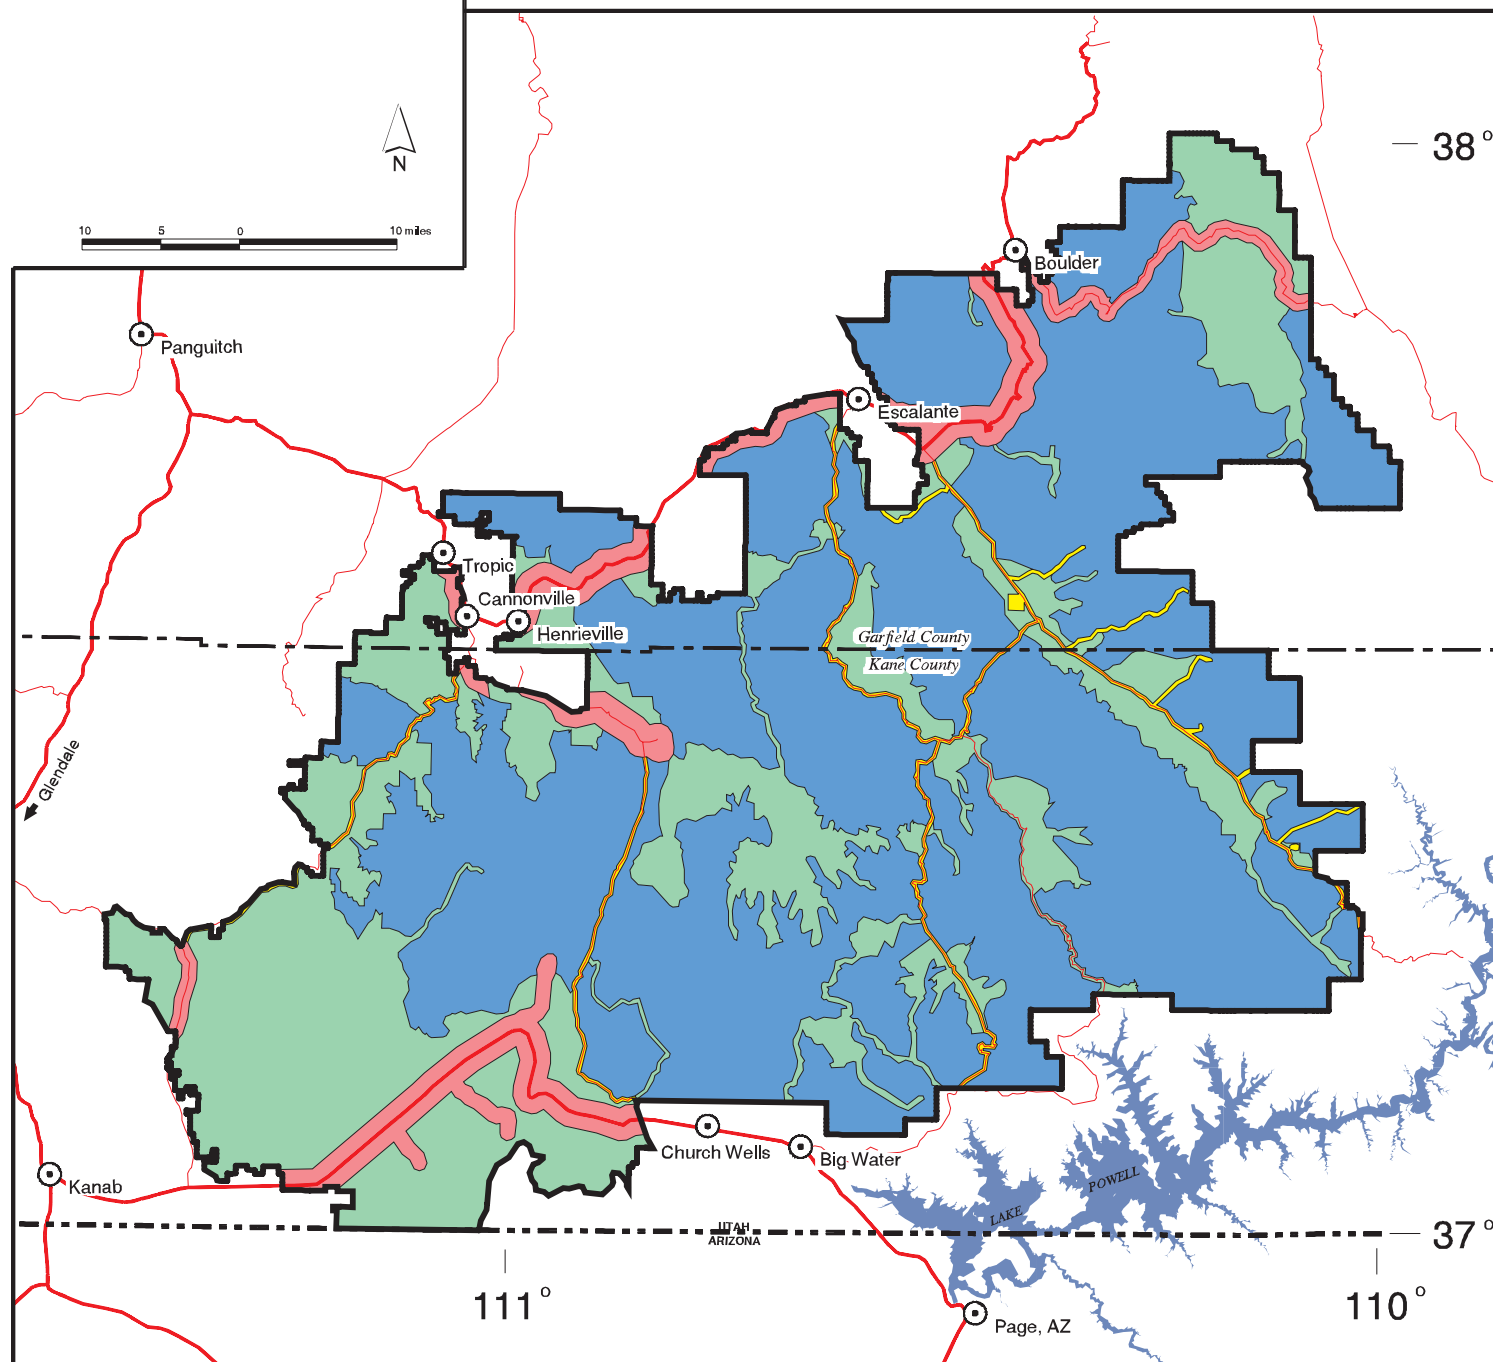 38°
N
10 5 0 10 miles
Boulder
Panguitch
Escalante
Tropic
Cannonville
Henrieville
Garfield County
Kane County
Glendale
Church Wells
Big Water
Kanab
POWELL
LAKE
UTAH
ARIZONA
37°
111°
110°
Page, AZ